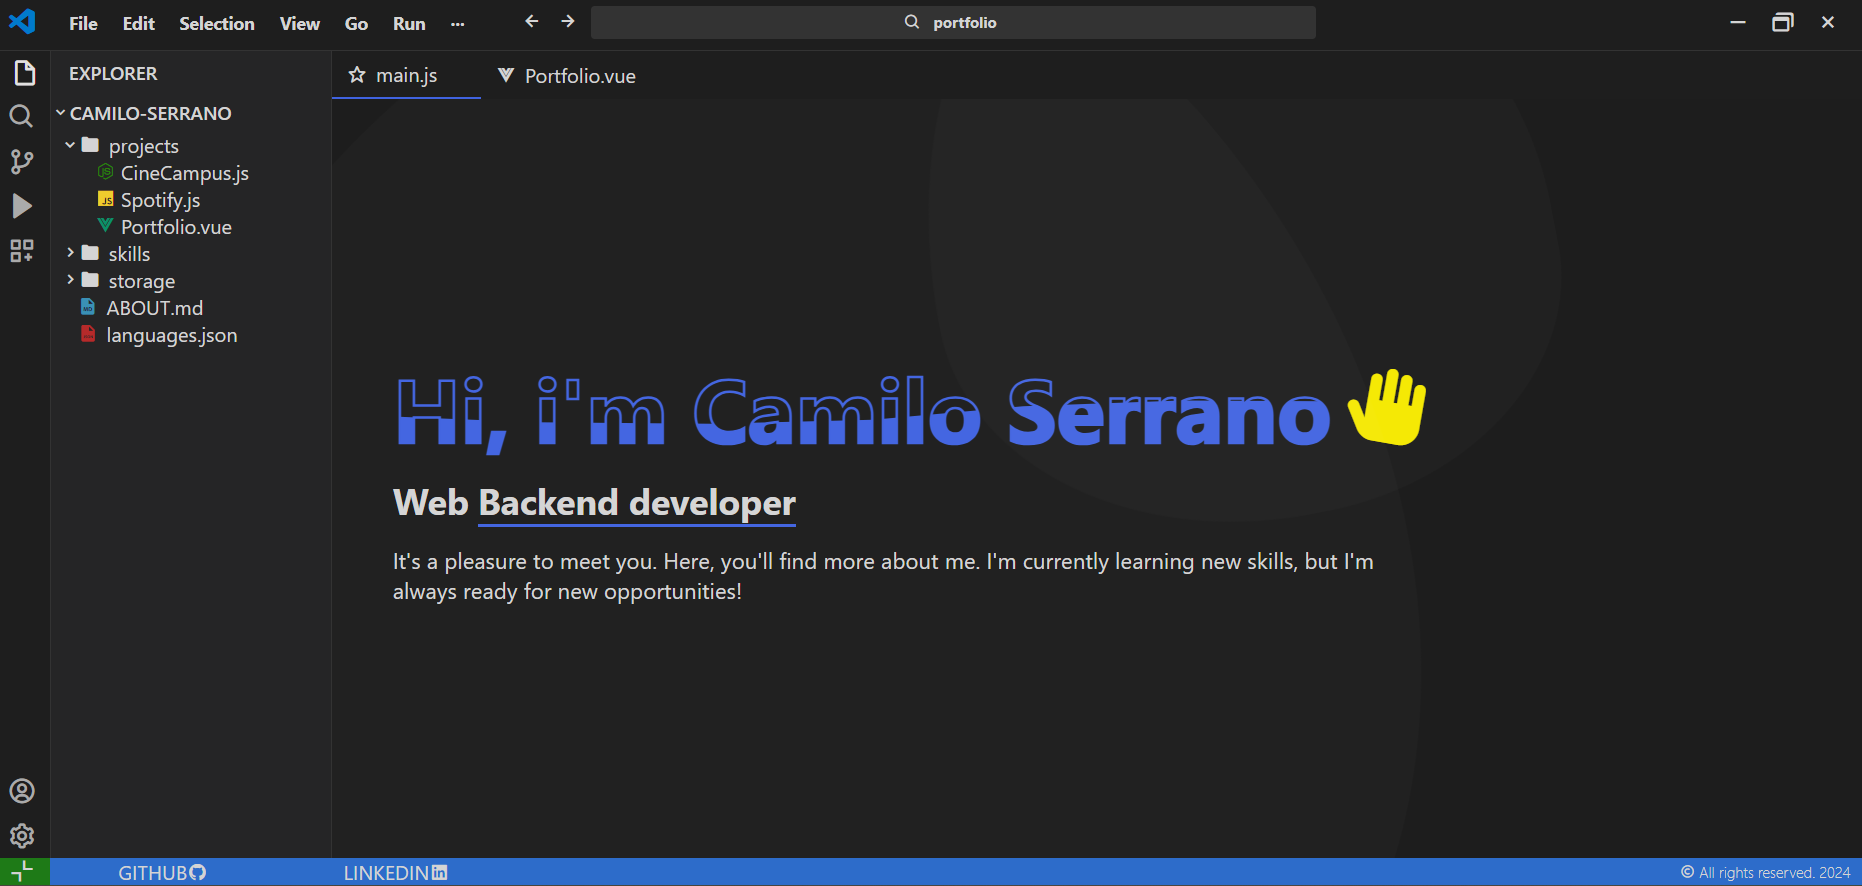 File Edit Selection View Go Run ···
portfolio
EXPLORER
CAMILO-SERRANO
projects
CineCampus.js
Spotify.js
Portfolio.vue
skills
storage
ABOUT.md
languages.json
main.js
Portfolio.vue
Hi, i'm Camilo Serrano
Web Backend developer
It's a pleasure to meet you. Here, you'll find more about me. I'm currently learning new skills, but I'm
always ready for new opportunities!
GITHUB
LINKEDIN
© All rights reserved. 2024